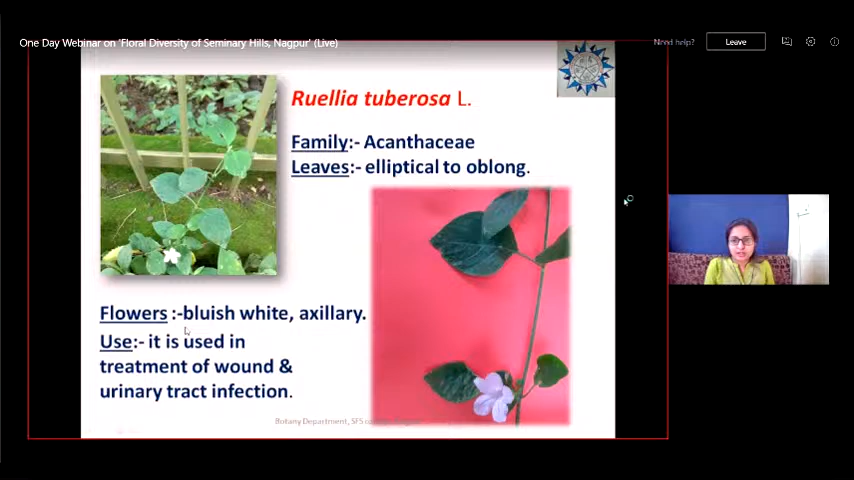 One Day Webinar on 'Floral Diversity of Seminary Hills, Nagpur' (Live)
Need help?
Leave
Ruellia tuberosa L.
Family:- Acanthaceae
Leaves:- elliptical to oblong.
Flowers :-bluish white, axillary.
Use:- it is used in
treatment of wound &
urinary tract infection.
Botany Department, SFS